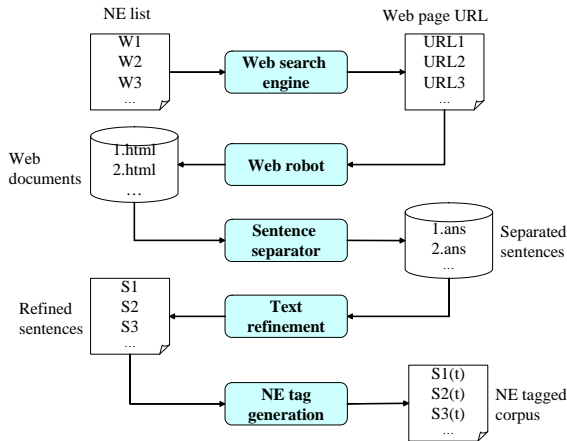 NE list
Web page URL
W1
W2
W3
...
Web search
engine
URL1
URL2
URL3
...
Web
documents
1.html
2.html
...
Web robot
Sentence
separator
1.ans
2.ans
...
Separated
sentences
Refined
sentences
S1
S2
S3
...
Text
refinement
NE tag
generation
S1(t)
S2(t)
S3(t)
...
NE tagged
corpus